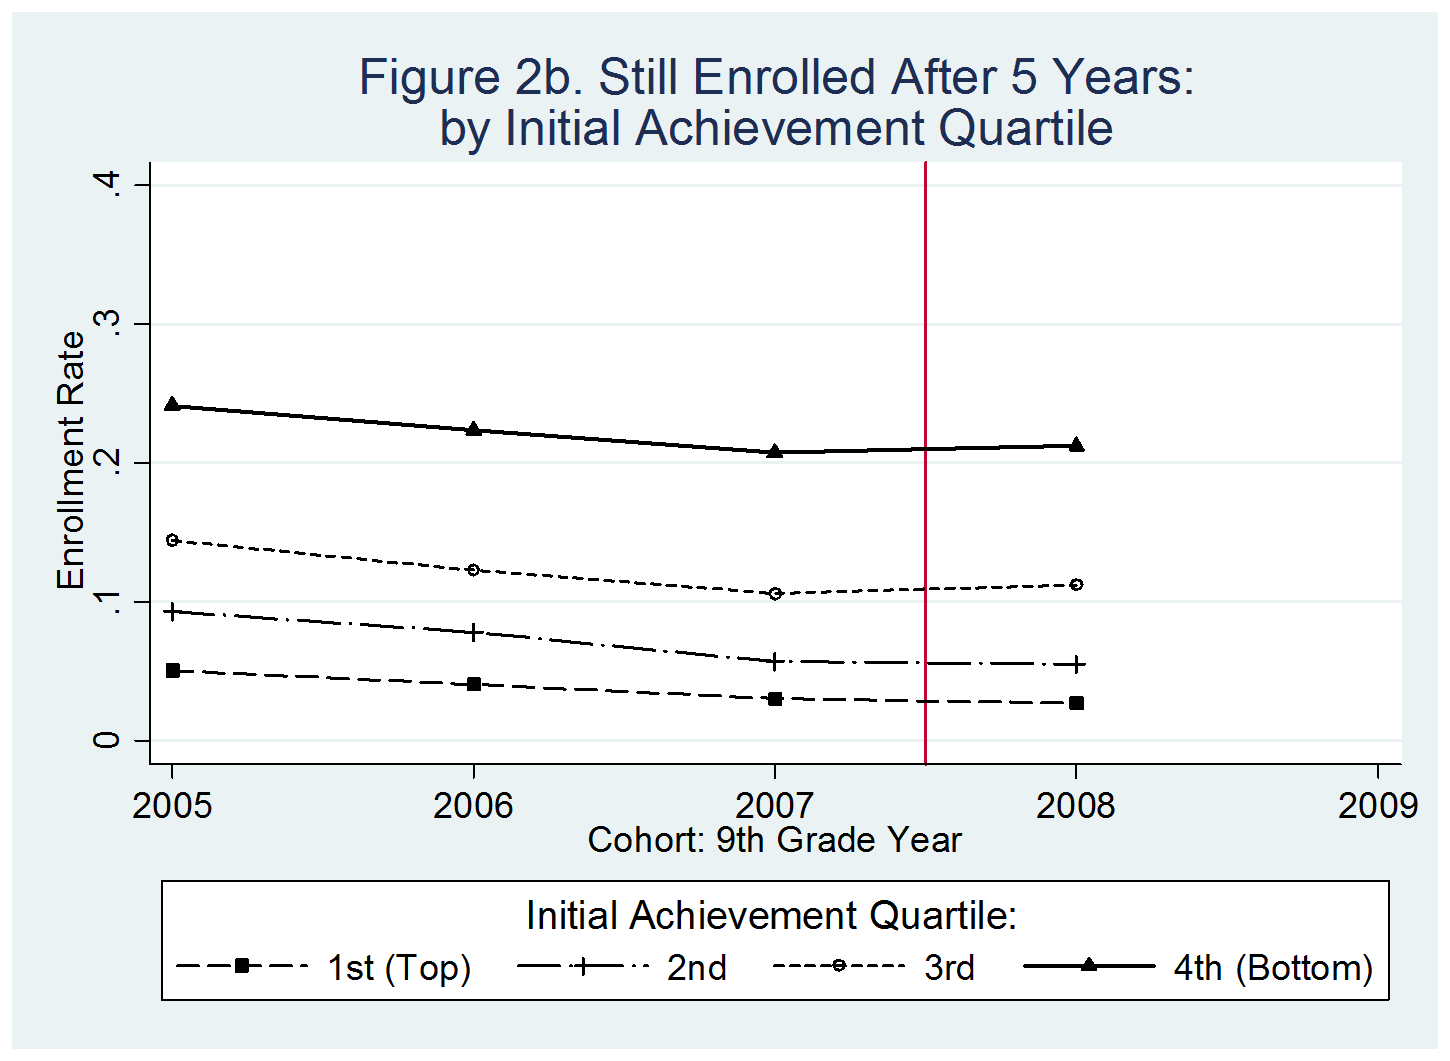 Figure 2b. Still Enrolled After 5 Years:
by Initial Achievement Quartile
Enrollment Rate
.4
.3
.2
.1
0
2005 2006 2007 2008 2009
Cohort: 9th Grade Year
Initial Achievement Quartile:
1st (Top) 2nd 3rd 4th (Bottom)